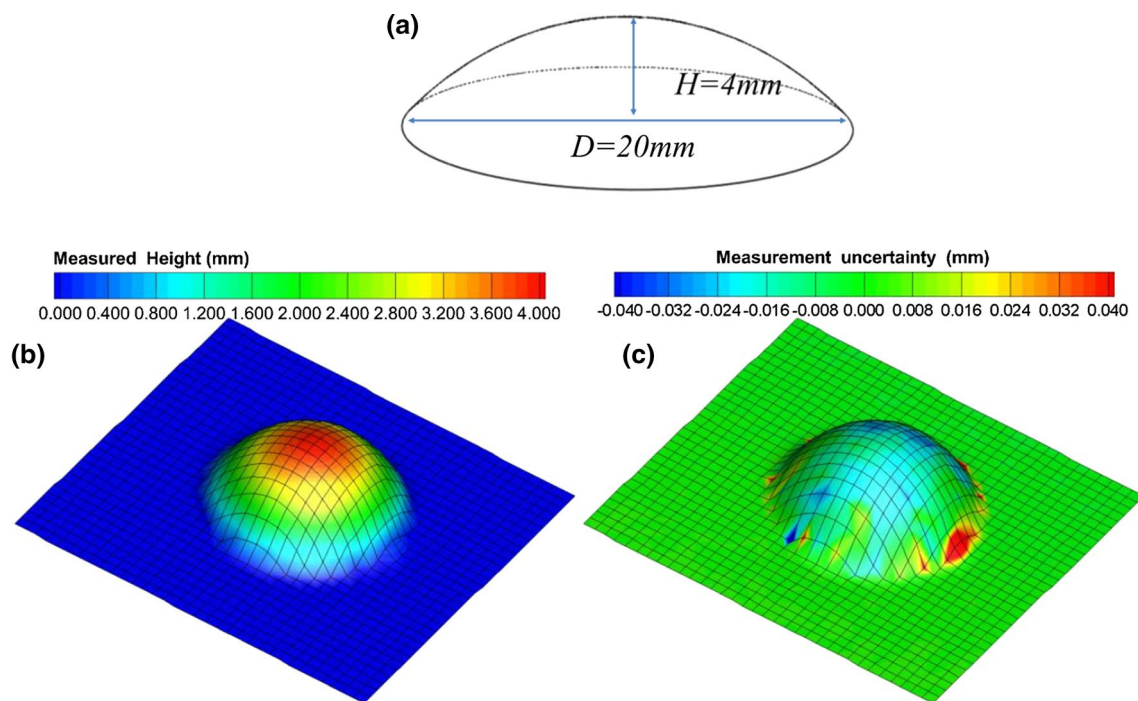 (a)
H=4mm
D=20mm
Measured Height (mm)
0.000 0.400 0.800 1.200 1.600 2.000 2.400 2.800 3.200 3.600 4.000
(b)
Measurement uncertainty (mm)
-0.040 -0.032 -0.024 -0.016 -0.008 0.000 0.008 0.016 0.024 0.032 0.040
(c)